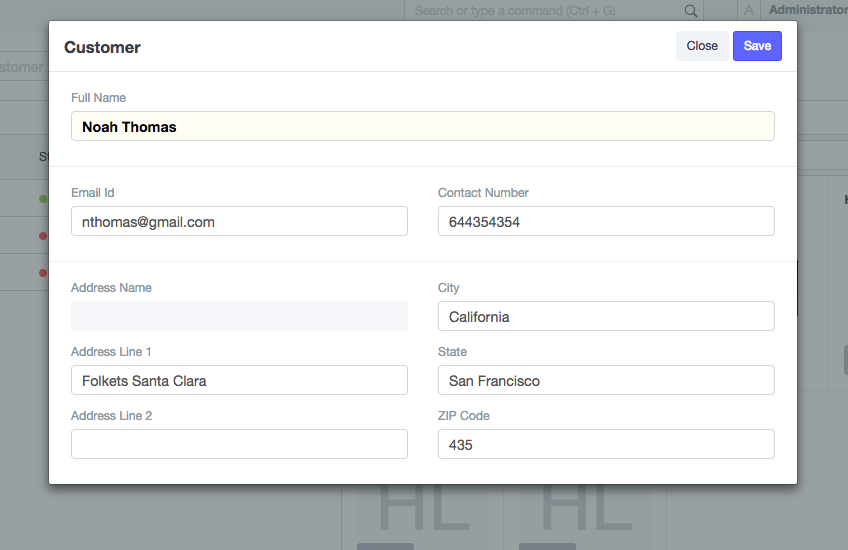 Search or type a command (Ctrl + G)
A
Administrator
Customer
Close
Save
stomer
Full Name
Noah Thomas
St
Email Id
Contact Number
nthomas@gmail.com
644354354
Address Name
City
California
Address Line 1
State
Folkets Santa Clara
San Francisco
Address Line 2
ZIP Code
435
HL
HL